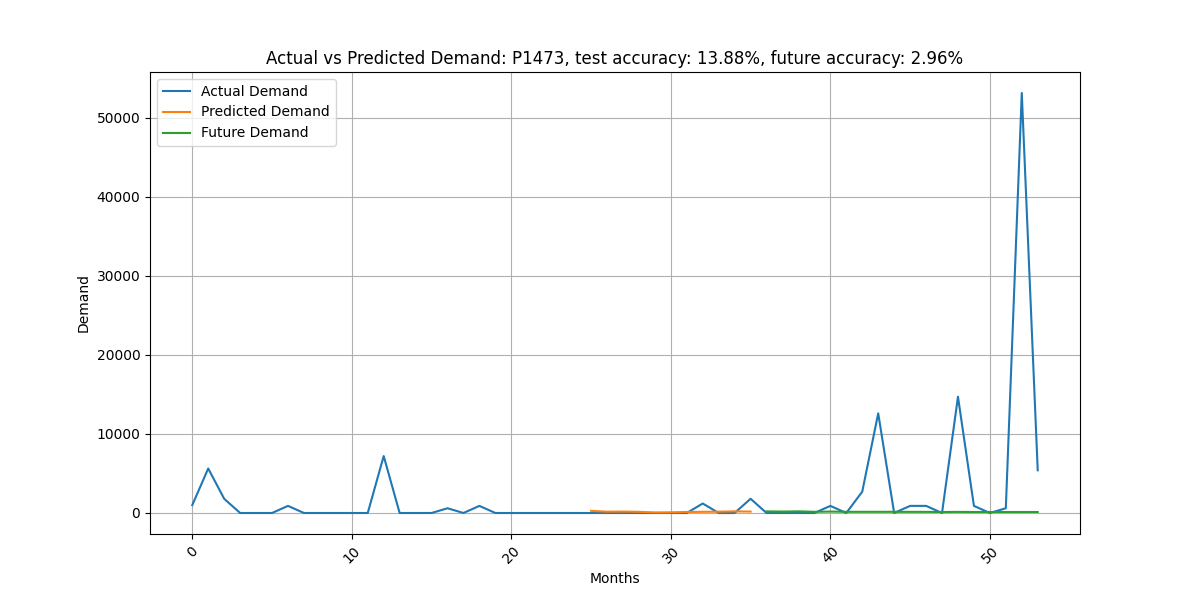 Actual vs Predicted Demand: P1473, test accuracy: 13.88%, future accuracy: 2.96%
Actual Demand
Predicted Demand
Future Demand
50000
40000
30000
20000
10000
0
Demand
0 10 20 30 40 50
Months